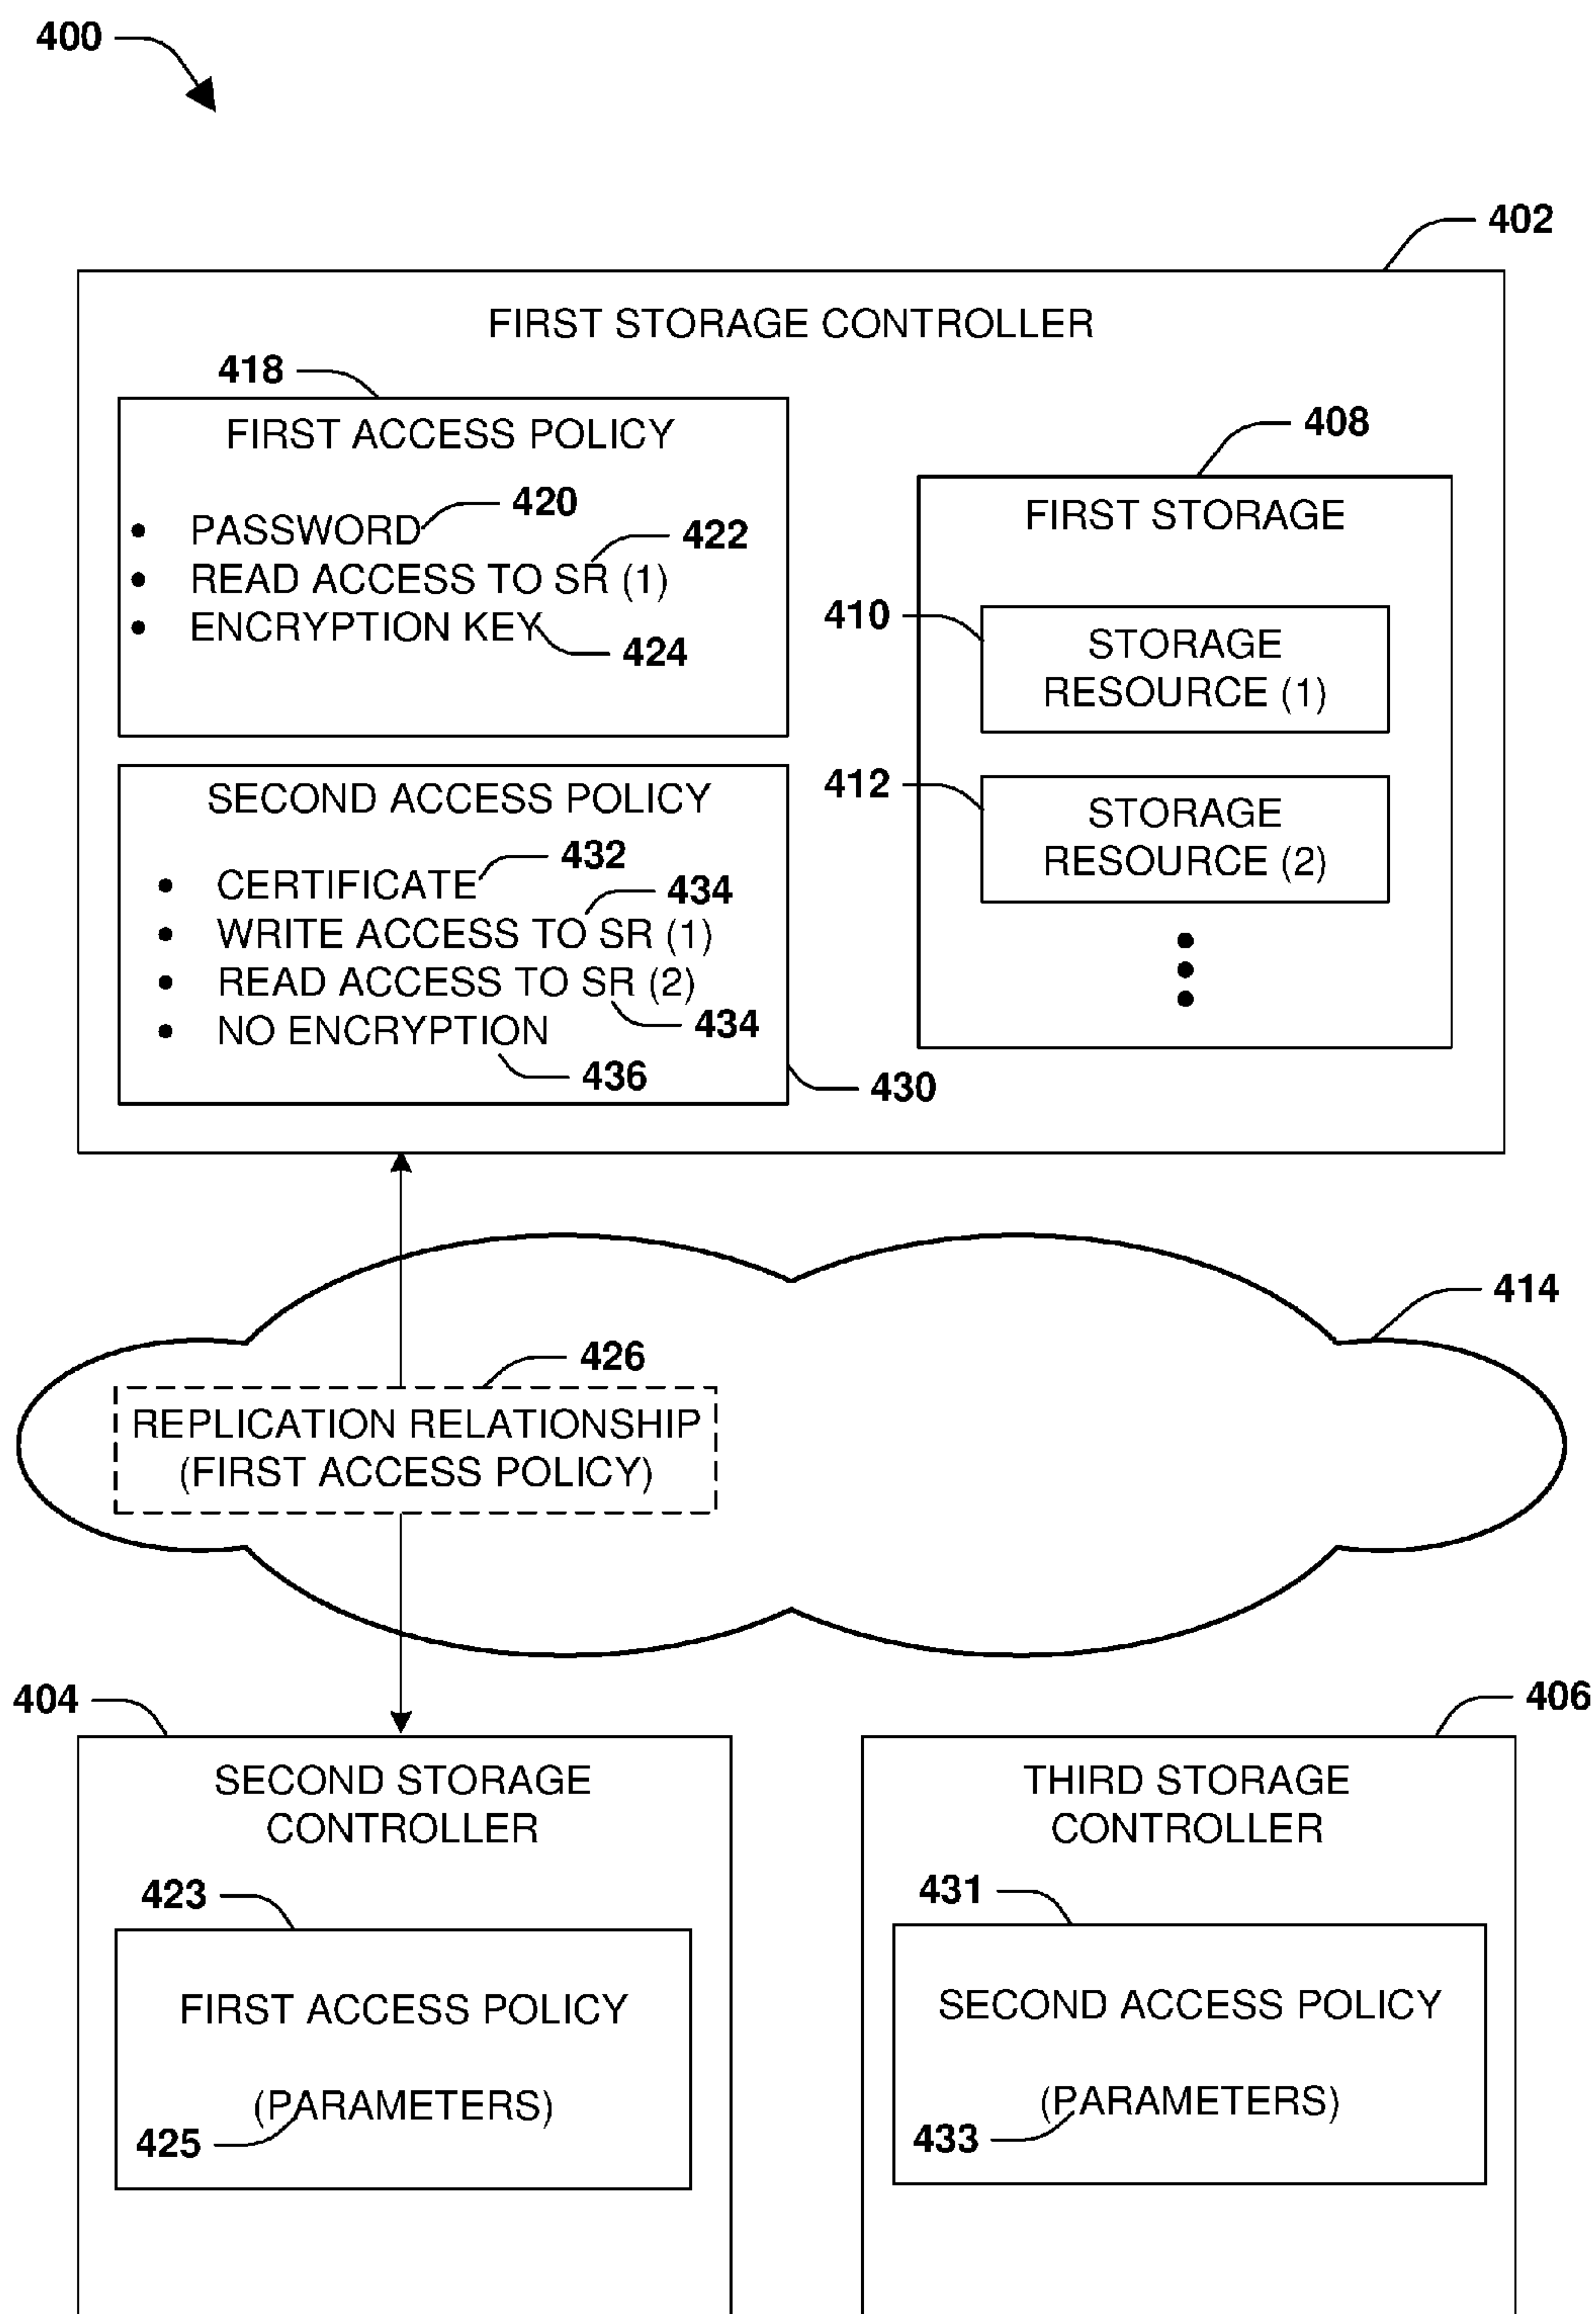 400
402
FIRST STORAGE CONTROLLER
418
FIRST ACCESS POLICY
420
• PASSWORD
422
• READ ACCESS TO SR (1)
• ENCRYPTION KEY
424
408
FIRST STORAGE
410
STORAGE
RESOURCE (1)
412
STORAGE
RESOURCE (2)
SECOND ACCESS POLICY
432
• CERTIFICATE
434
• WRITE ACCESS TO SR (1)
• READ ACCESS TO SR (2)
434
• NO ENCRYPTION
436
430
414
426
REPLICATION RELATIONSHIP
(FIRST ACCESS POLICY)
404
SECOND STORAGE
CONTROLLER
423
FIRST ACCESS POLICY
(PARAMETERS)
425
406
THIRD STORAGE
CONTROLLER
431
SECOND ACCESS POLICY
(PARAMETERS)
433